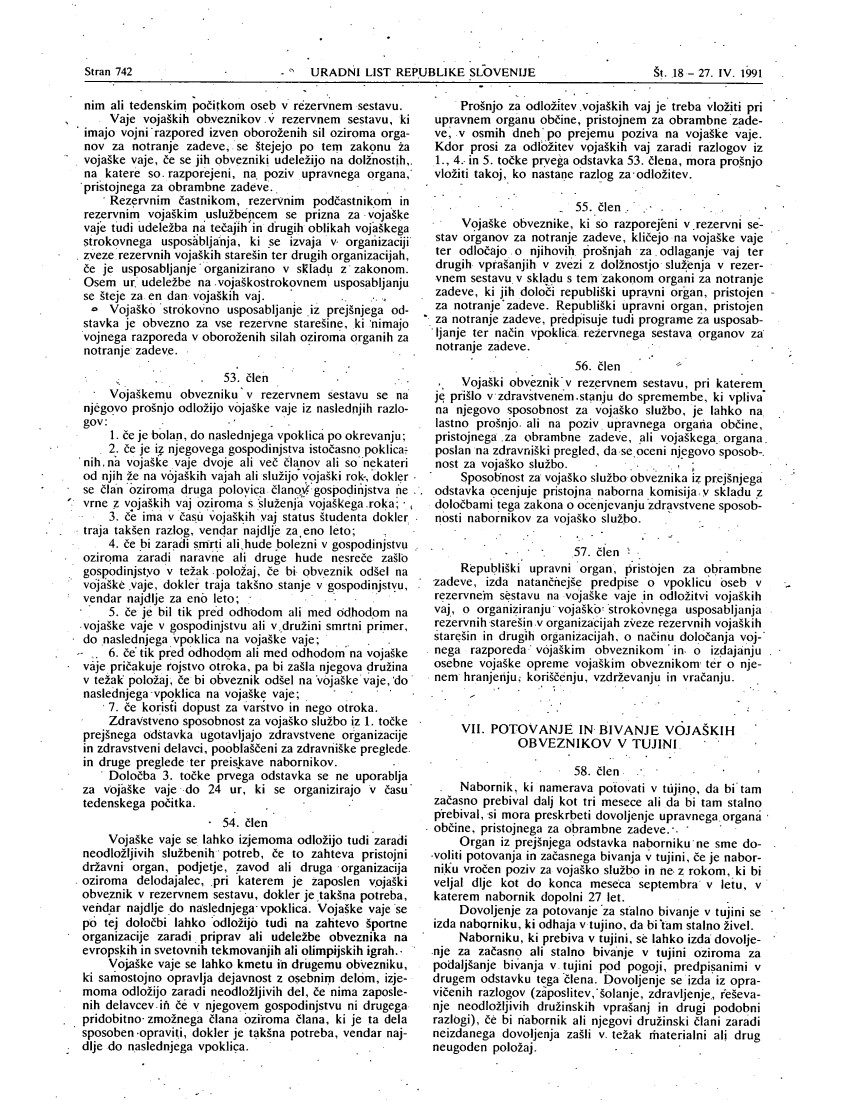 Stran 742
URADNI LIST REPUBLIKE SLOVENIJE
Št. 18 – 27. IV. 1991
nim ali tedenskim počitkom oseb v rezervnem sestavu.
Vaje vojaških obveznikov v rezervnem sestavu, ki
imajo vojni razpored izven oboroženih sil oziroma orga-
nov za notranje zadeve, se štejejo po tem zakonu za
vojaške vaje, če se jih obvezniki udeležijo na dolžnostih,
na katere so razporejeni, na poziv upravnega organa,
pristojnega za obrambne zadeve.
Rezervnim častnikom, rezervnim podčastnikom in
rezervnim vojaškim uslužbencem se prizna za vojaške
vaje tudi udeležba na tečajih in drugih oblikah vojaškega
strokovnega usposabljanja, ki se izvaja v organizaciji
zveze rezervnih vojaških starešin ter drugih organizacijah,
če je usposabljanje organizirano v skladu z zakonom.
Osem ur udeležbe na vojaškostrokovnem usposabljanju
se šteje za en dan vojaških vaj.
Vojaško strokovno usposabljanje iz prejšnjega od-
stavka je obvezno za vse rezervne starešine, ki nimajo
vojnega razporeda v oboroženih silah oziroma organih za
notranje zadeve.
53. člen
Vojaškemu obvezniku v rezervnem sestavu se na
njegovo prošnjo odložijo vojaške vaje iz naslednjih razlo-
gov:
1. če je bolan, do naslednjega vpoklica po okrevanju;
2. če je iz njegovega gospodinjstva istočasno poklica-
nih na vojaške vaje dvoje ali več članov ali so nekateri
od njih že na vojaških vajah ali služijo vojaški rok, dokler
se član oziroma druga polovica članov gospodinjstva ne
vrne z vojaških vaj oziroma s služenja vojaškega roka;
3. če ima v času vojaških vaj status študenta dokler
traja takšen razlog, vendar najdlje za eno leto;
4. če bi zaradi smrti ali hude bolezni v gospodinjstvu
oziroma zaradi naravne ali druge hude nesreče zašlo
gospodinjstvo v težak položaj, če bi obveznik odšel na
vojaške vaje, dokler traja takšno stanje v gospodinjstvu,
vendar najdlje za eno leto;
5. če je bil tik pred odhodom ali med odhodom na
vojaške vaje v gospodinjstvu ali v družini smrtni primer,
do naslednjega vpoklica na vojaške vaje;
6. če tik pred odhodom ali med odhodom na vojaške
vaje pričakuje rojstvo otroka, pa bi zašla njegova družina
v težak položaj, če bi obveznik odšel na vojaške vaje, do
naslednjega vpoklica na vojaške vaje;
7. če koristi dopust za varstvo in nego otroka.
Zdravstveno sposobnost za vojaško službo iz 1. točke
prejšnega odstavka ugotavljajo zdravstvene organizacije
in zdravstveni delavci, pooblaščeni za zdravniške preglede
in druge preglede ter preiskave nabornikov.
Določba 3. točke prvega odstavka se ne uporablja
za vojaške vaje do 24 ur, ki se organizirajo v času
tedenskega počitka.
54. člen
Vojaške vaje se lahko izjemoma odložijo tudi zaradi
neodložljivih službenih potreb, če to zahteva pristojni
državni organ, podjetje, zavod ali druga organizacija
oziroma delodajalec, pri katerem je zaposlen vojaški
obveznik v rezervnem sestavu, dokler je takšna potreba,
vendar najdlje do naslednjega vpoklica. Vojaške vaje se
po tej določbi lahko odložijo tudi na zahtevo športne
organizacije zaradi priprav ali udeležbe obveznika na
evropskih in svetovnih tekmovanjih ali olimpijskih igrah.
Vojaške vaje se lahko kmetu in drugemu obvezniku,
ki samostojno opravlja dejavnost z osebnim delom, izje-
moma odložijo zaradi neodložljivih del, če nima zaposle-
nih delavcev in če v njegovem gospodinjstvu ni drugega
pridobitno zmožnega člana oziroma člana, ki je ta dela
sposoben opraviti, dokler je takšna potreba, vendar naj-
dlje do naslednjega vpoklica.
Prošnjo za odložitev vojaških vaj je treba vložiti pri
upravnem organu občine, pristojnem za obrambne zade-
ve, v osmih dneh po prejemu poziva na vojaške vaje.
Kdor prosi za odložitev vojaških vaj zaradi razlogov iz
1., 4. in 5. točke prvega odstavka 53. člena, mora prošnjo
vložiti takoj, ko nastane razlog za odložitev.
55. člen
Vojaške obveznike, ki so razporejeni v rezervni se-
stav organov za notranje zadeve, kličejo na vojaške vaje
ter odločajo o njihovih prošnjah za odlaganje vaj ter
drugih vprašanjih v zvezi z dolžnostjo služenja v rezer-
vnem sestavu v skladu s tem zakonom organi za notranje
zadeve, ki jih določi republiški upravni organ, pristojen
za notranje zadeve. Republiški upravni organ, pristojen
za notranje zadeve, predpisuje tudi programe za usposab-
ljanje ter način vpoklica rezervnega sestava organov za
notranje zadeve.
56. člen
Vojaški obveznik v rezervnem sestavu, pri katerem
je prišlo v zdravstvenem stanju do spremembe, ki vpliva
na njegovo sposobnost za vojaško službo, je lahko na
lastno prošnjo ali na poziv upravnega organa občine,
pristojnega za obrambne zadeve, ali vojaškega organa
poslan na zdravniški pregled, da se oceni njegovo sposob-
nost za vojaško službo.
Sposobnost za vojaško službo obveznika iz prejšnjega
odstavka ocenjuje pristojna naborna komisija v skladu z
določbami tega zakona o ocenjevanju zdravstvene sposob-
nosti nabornikov za vojaško službo.
57. člen
Republiški upravni organ, pristojen za obrambne
zadeve, izda natančnejše predpise o vpoklicu oseb v
rezervnem sestavu na vojaške vaje in odložitvi vojaških
vaj, o organiziranju vojaško strokovnega usposabljanja
rezervnih starešin v organizacijah zveze rezervnih vojaških
starešin in drugih organizacijah, o načinu določanja voj-
nega razporeda vojaškim obveznikom in o izdajanju
osebne vojaške opreme vojaškim obveznikom ter o nje-
nem hranjenju, koriščenju, vzdrževanju in vračanju.
VII. POTOVANJE IN BIVANJE VOJAŠKIH
OBVEZNIKOV V TUJINI
58. člen
Nabornik, ki namerava potovati v tujino, da bi tam
začasno prebival dalj kot tri mesece ali da bi tam stalno
prebival, si mora preskrbeti dovoljenje upravnega organa
občine, pristojnega za obrambne zadeve.
Organ iz prejšnjega odstavka naborniku ne sme do-
voliti potovanja in začasnega bivanja v tujini, če je nabor-
niku vročen poziv za vojaško službo in ne z rokom, ki bi
veljal dlje kot do konca meseca septembra v letu, v
katerem nabornik dopolni 27 let.
Dovoljenje za potovanje za stalno bivanje v tujini se
izda naborniku, ki odhaja v tujino, da bi tam stalno živel.
Naborniku, ki prebiva v tujini, se lahko izda dovolje-
nje za začasno ali stalno bivanje v tujini oziroma za
podaljšanje bivanja v tujini pod pogoji, predpisanimi v
drugem odstavku tega člena. Dovoljenje se izda iz opra-
vičenih razlogov (zaposlitev, šolanje, zdravljenje, reševa-
nje neodložljivih družinskih vprašanj in drugi podobni
razlogi), če bi nabornik ali njegovi družinski člani zaradi
neizdanega dovoljenja zašli v težak materialni ali drug
neugoden položaj.